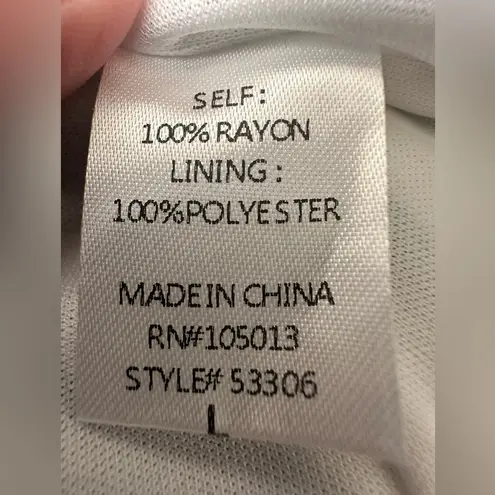 SELF:
100% RAYON
LINING:
100%POLYESTER
MADE IN CHINA
RN#105013
STYLE# 53306
L